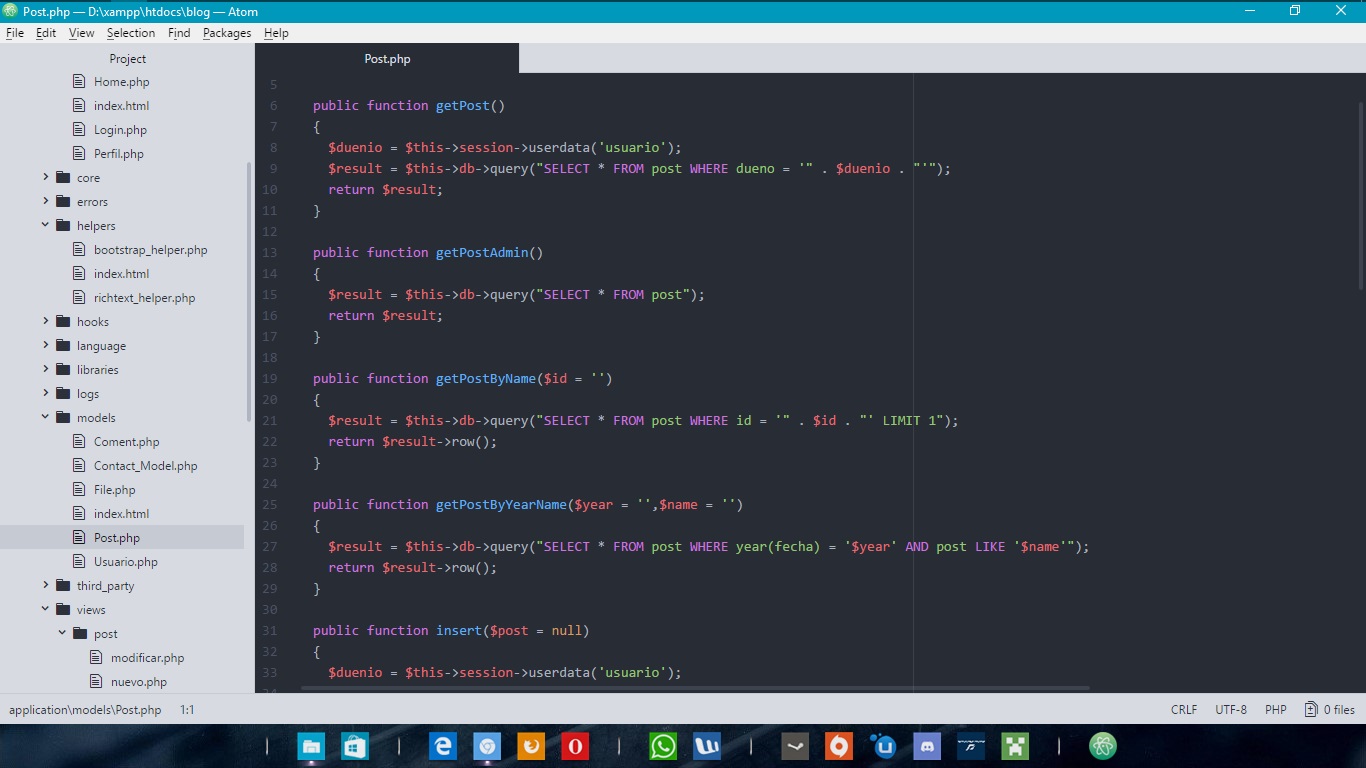 Post.php — D:\xampp\htdocs\blog — Atom
File Edit View Selection Find Packages Help
Project
Home.php
index.html
Login.php
Perfil.php
core
errors
helpers
bootstrap_helper.php
index.html
richtext_helper.php
hooks
language
libraries
logs
models
Coment.php
Contact_Model.php
File.php
index.html
Post.php
Usuario.php
third_party
views
post
modificar.php
nuevo.php
Post.php
5
6 public function getPost()
7 {
8 $duenio = $this->session->userdata('usuario');
9 $result = $this->db->query("SELECT * FROM post WHERE dueno = '" . $duenio . "'");
10 return $result;
11 }
12
13 public function getPostAdmin()
14 {
15 $result = $this->db->query("SELECT * FROM post");
16 return $result;
17 }
18
19 public function getPostByName($id = '')
20 {
21 $result = $this->db->query("SELECT * FROM post WHERE id = '" . $id . "' LIMIT 1");
22 return $result->row();
23 }
24
25 public function getPostByYearName($year = '',$name = '')
26 {
27 $result = $this->db->query("SELECT * FROM post WHERE year(fecha) = '$year' AND post LIKE '$name'");
28 return $result->row();
29 }
30
31 public function insert($post = null)
32 {
33 $duenio = $this->session->userdata('usuario');
application\models\Post.php 1:1 CRLF UTF-8 PHP 0 files